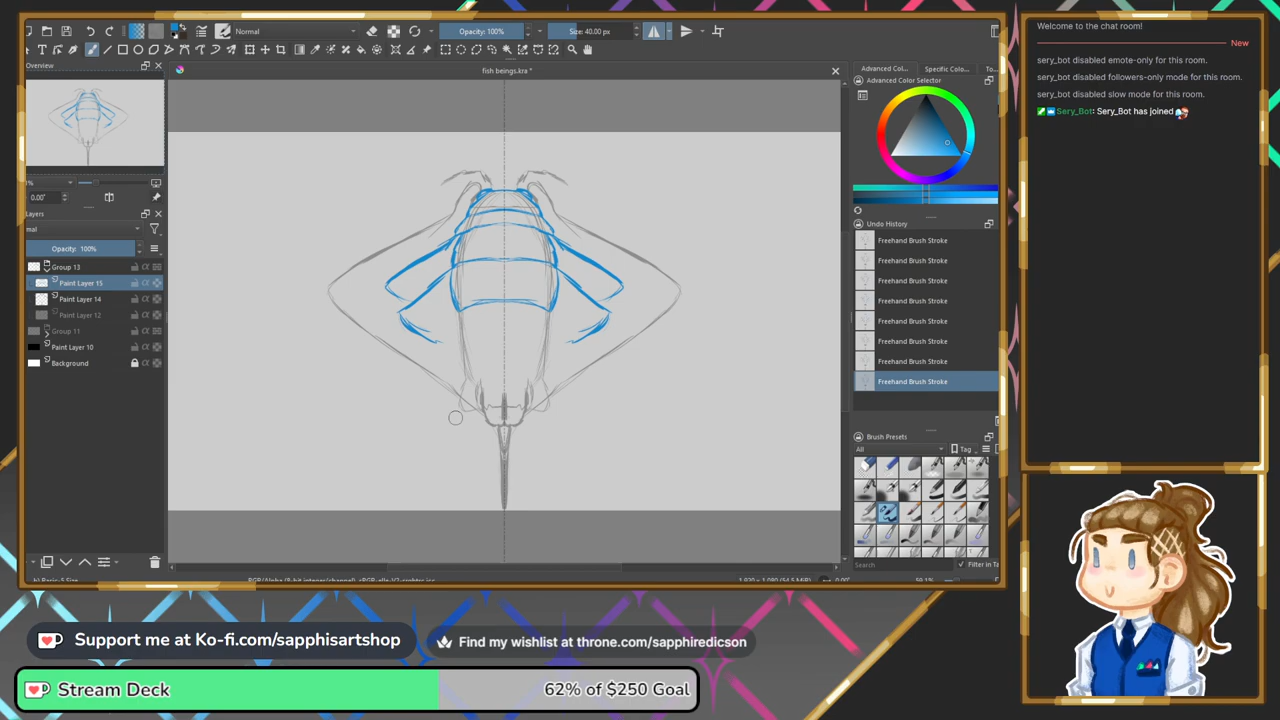 Normal
Opacity: 100%
Size: 40.00 px
Overview
fish beings.kra *
Advanced Col...
Specific Colo...
To...
Advanced Color Selector
0.00°
Layers
Opacity: 100%
Group 13
Paint Layer 15
Paint Layer 14
Paint Layer 12
Group 11
Paint Layer 10
Background
Undo History
Freehand Brush Stroke
Freehand Brush Stroke
Freehand Brush Stroke
Freehand Brush Stroke
Freehand Brush Stroke
Freehand Brush Stroke
Freehand Brush Stroke
Freehand Brush Stroke
Brush Presets
All
Tag
Search
Filter in Ta
Welcome to the chat room!
New
sery_bot disabled emote-only for this room.
sery_bot disabled followers-only mode for this room.
sery_bot disabled slow mode for this room.
Sery_Bot: Sery_Bot has joined
Support me at Ko-fi.com/sapphisartshop
Find my wishlist at throne.com/sapphiredicson
Stream Deck
62% of $250 Goal